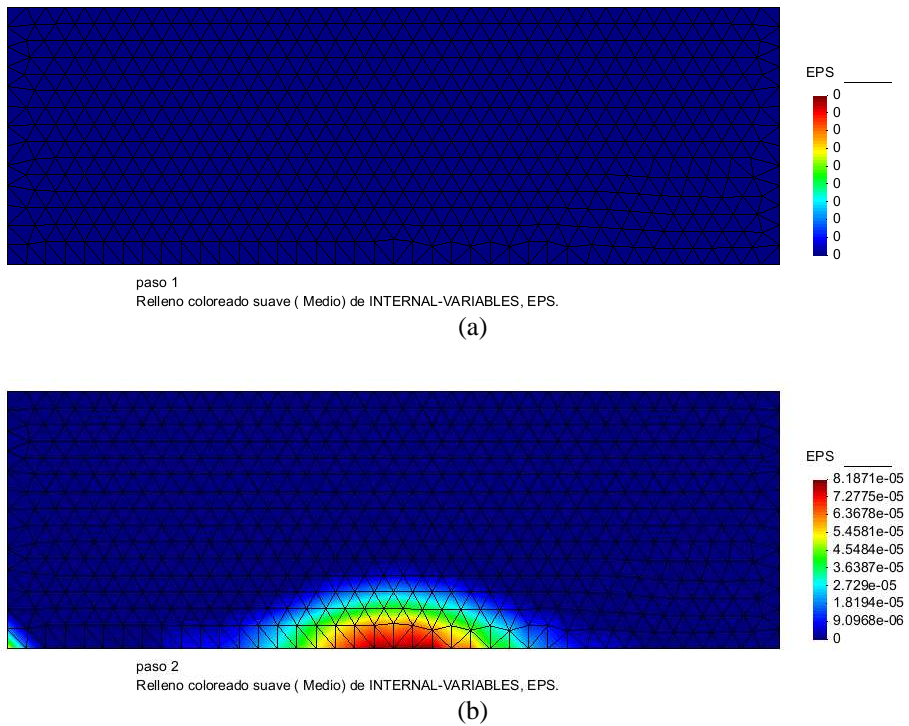 EPS
0
0
0
0
0
0
0
0
0
0
paso 1
Relleno coloreado suave ( Medio) de INTERNAL-VARIABLES, EPS.
(a)
EPS
8.1871e-05
7.2775e-05
6.3678e-05
5.4581e-05
4.5484e-05
3.6387e-05
2.729e-05
1.8194e-05
9.0968e-06
0
paso 2
Relleno coloreado suave ( Medio) de INTERNAL-VARIABLES, EPS.
(b)